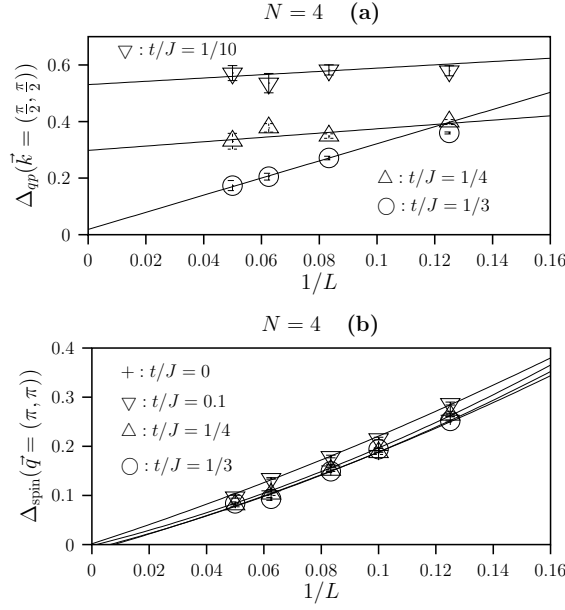 N = 4 (a)
▽ : t/J = 1/10
△ : t/J = 1/4
○ : t/J = 1/3
Δqp(k⃗ = (π/2, π/2))
0.6
0.4
0.2
0
0 0.02 0.04 0.06 0.08 0.1 0.12 0.14 0.16
1/L
N = 4 (b)
+ : t/J = 0
▽ : t/J = 0.1
△ : t/J = 1/4
○ : t/J = 1/3
Δspin(q⃗ = (π, π))
0.4
0.3
0.2
0.1
0
0 0.02 0.04 0.06 0.08 0.1 0.12 0.14 0.16
1/L